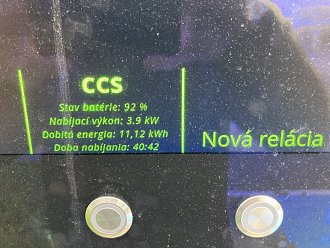 CCS
Stav batérie: 92 %
Nabíjací výkon: 3.9 kW
Dobitá energia: 11,12 kWh
Doba nabíjania: 40:42
Nová relácia